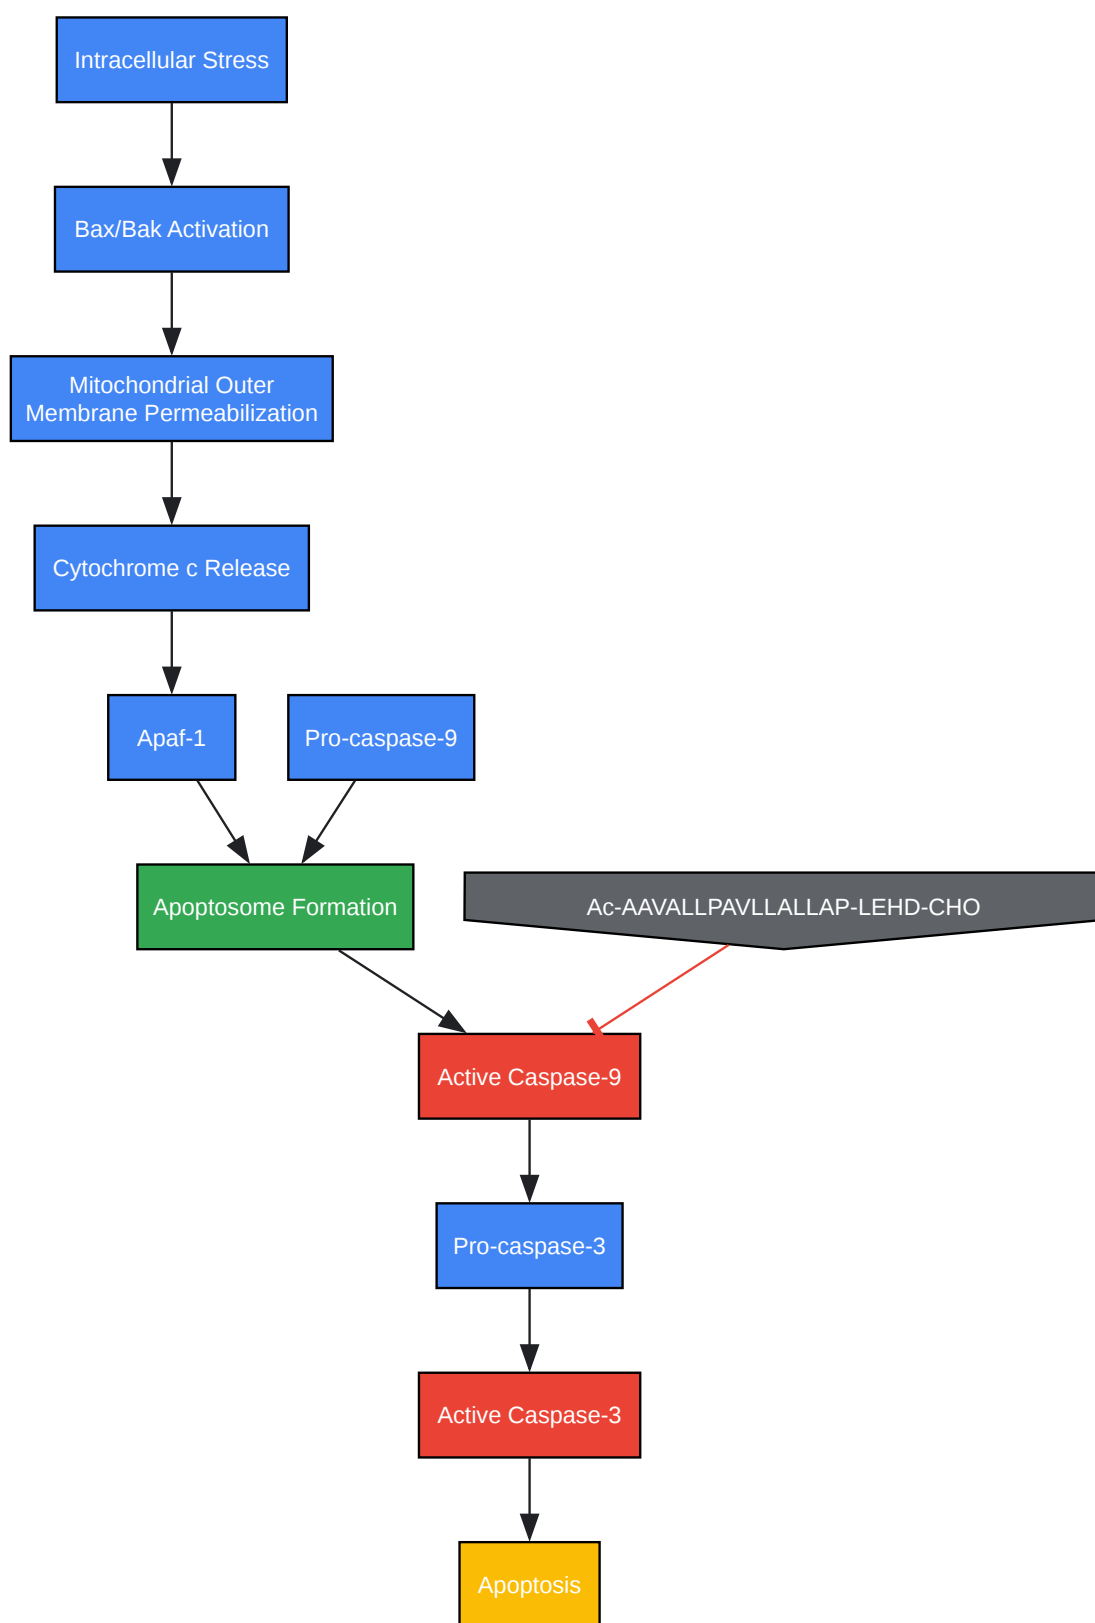 Intracellular Stress
Bax/Bak Activation
Mitochondrial Outer
Membrane Permeabilization
Cytochrome c Release
Apaf-1
Pro-caspase-9
Apoptosome Formation
Ac-AAVALLPAVLLALLAP-LEHD-CHO
Active Caspase-9
Pro-caspase-3
Active Caspase-3
Apoptosis